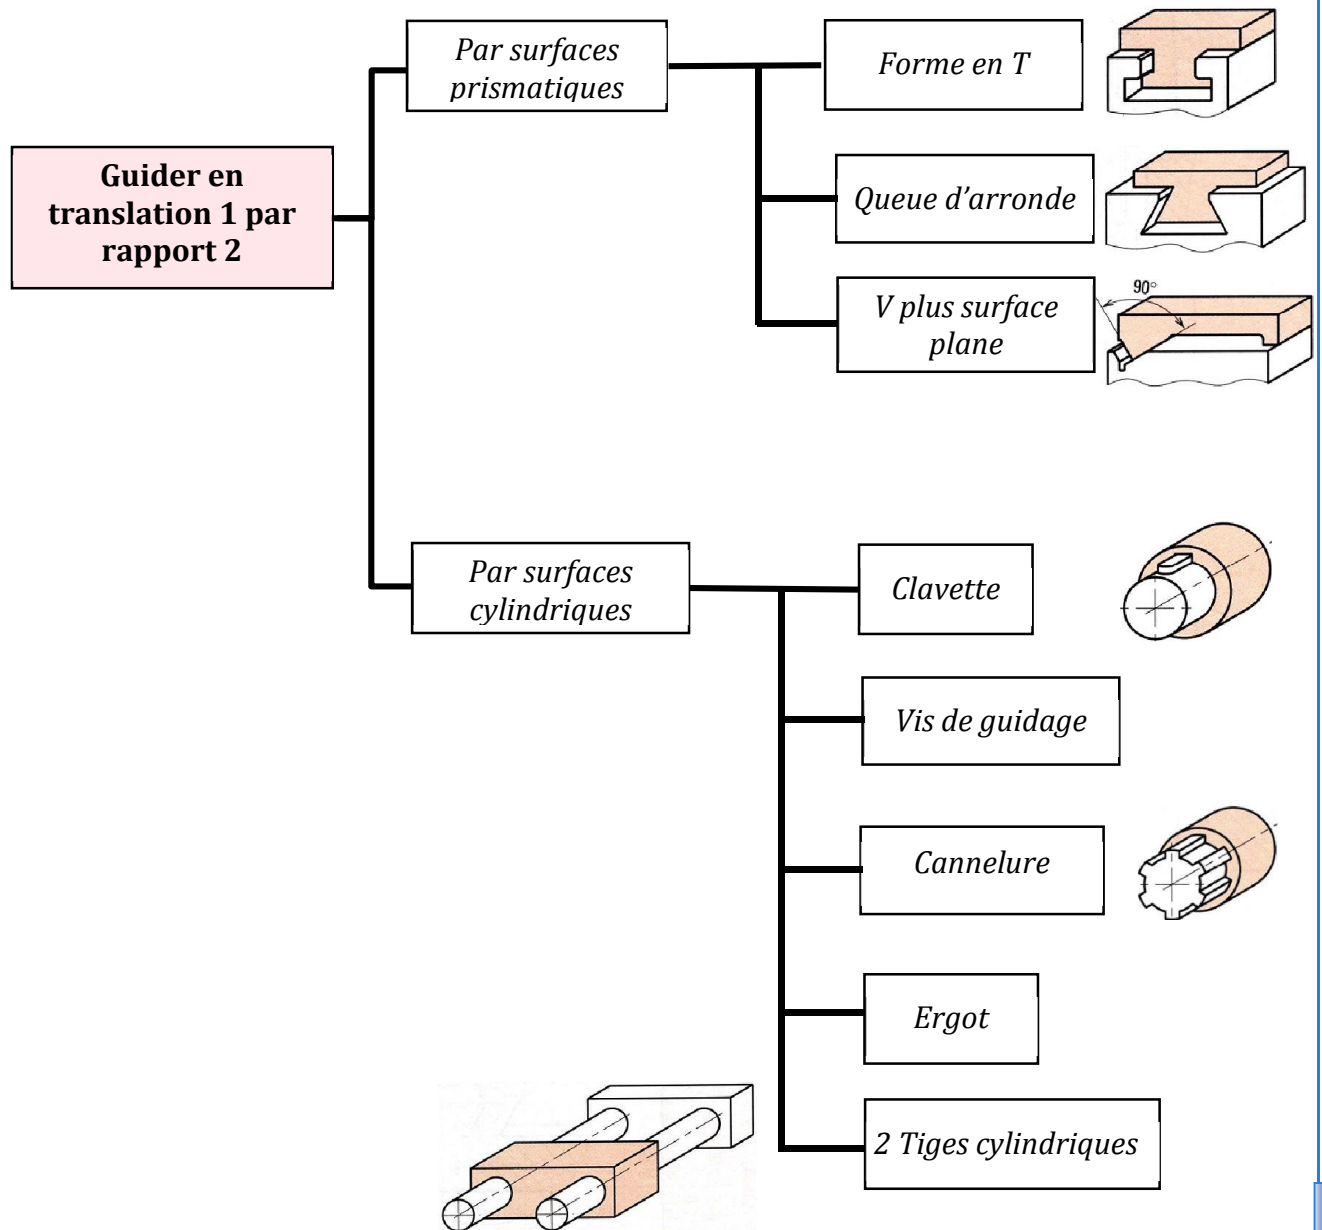 Par surfaces
prismatiques
Forme en T
Guider en
translation 1 par
rapport 2
Queue d'arronde
V plus surface
plane
90°
Par surfaces
cylindriques
Clavette
Vis de guidage
Cannelure
Ergot
2 Tiges cylindriques